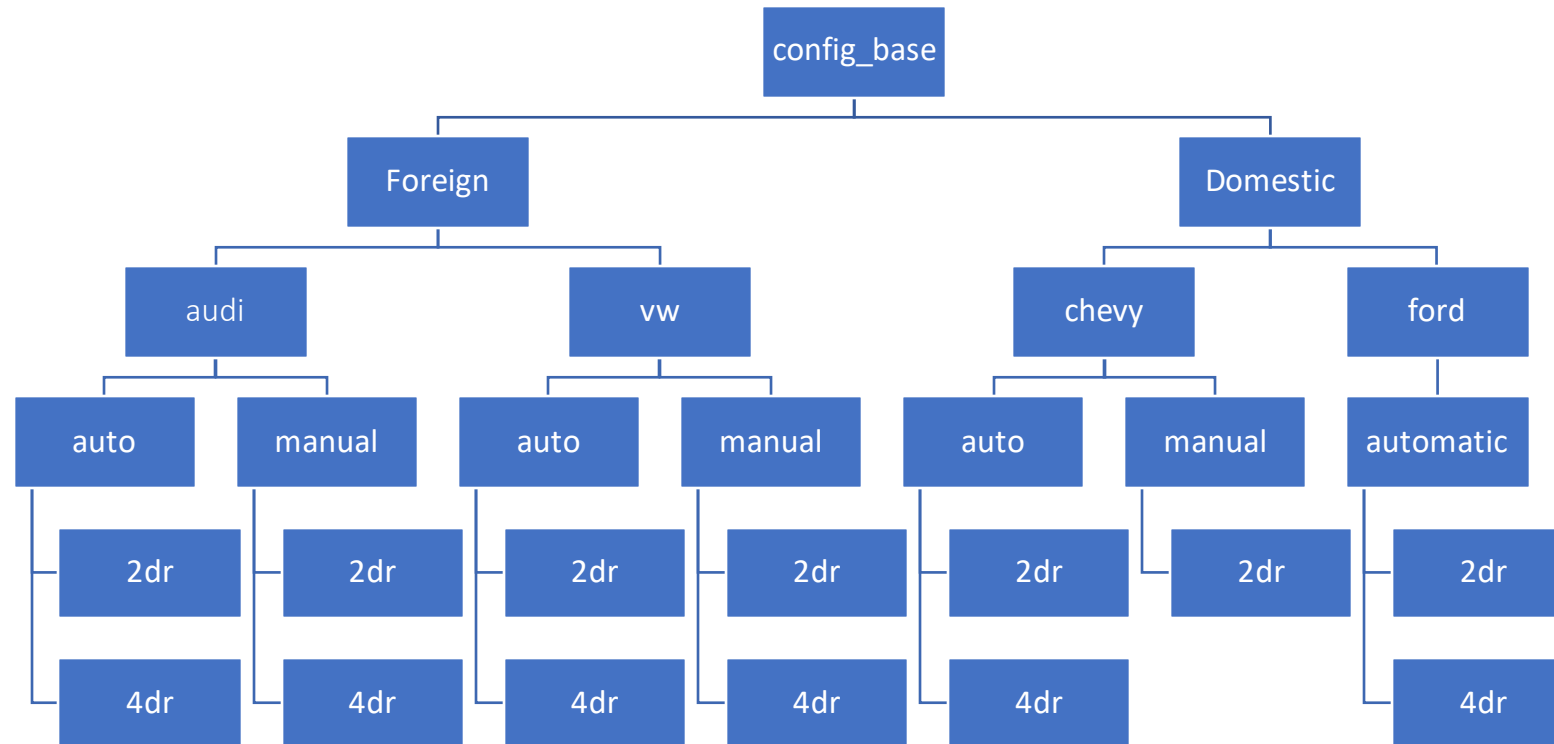 config_base
Foreign
Domestic
audi
vw
chevy
ford
auto
manual
auto
manual
auto
manual
automatic
2dr
2dr
2dr
2dr
2dr
2dr
2dr
4dr
4dr
4dr
4dr
4dr
4dr